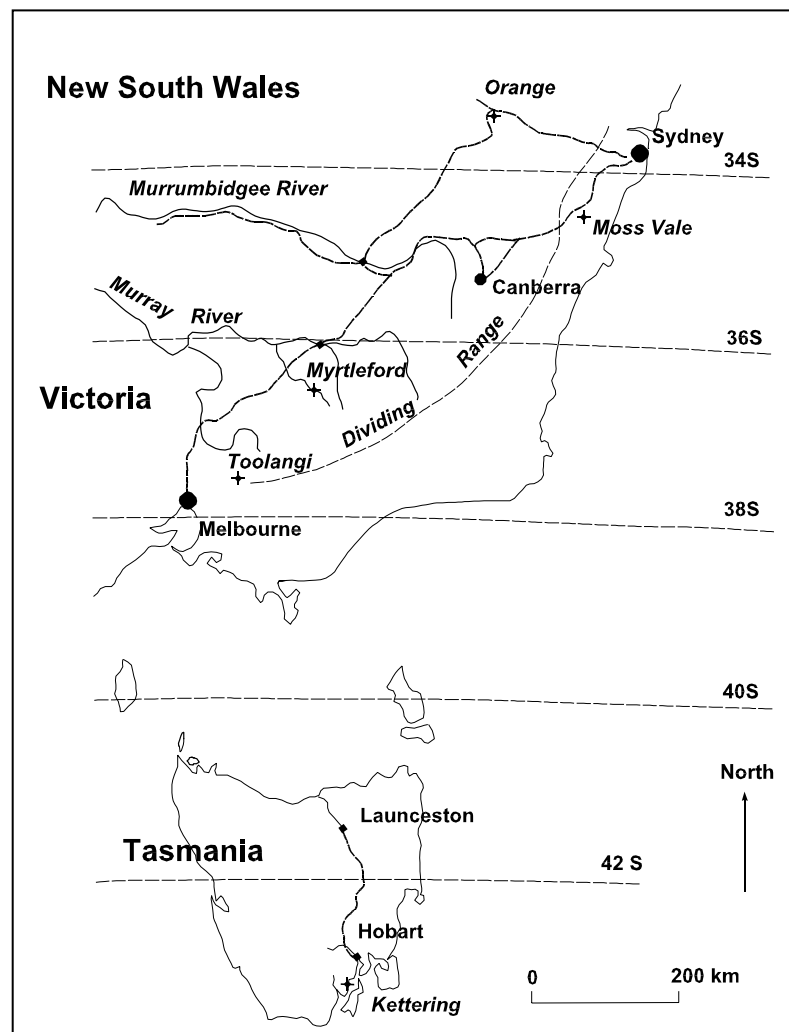 New South Wales
Orange
Sydney
34S
Murrumbidgee River
Moss Vale
Canberra
Murray River
36S
Range
Myrtleford
Victoria
Dividing
Toolangi
38S
Melbourne
40S
North
Launceston
Tasmania
42 S
Hobart
0 200 km
Kettering